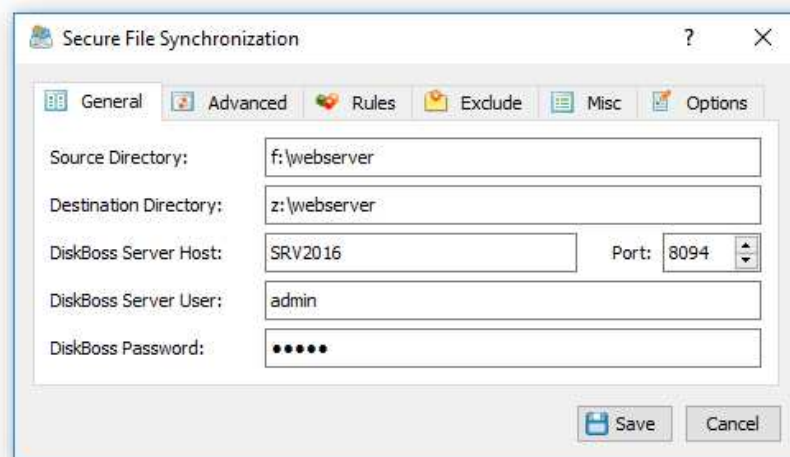 Secure File Synchronization ?
General Advanced Rules Exclude Misc Options
Source Directory: f:\webserver
Destination Directory: z:\webserver
DiskBoss Server Host: SRV2016 Port: 8094
DiskBoss Server User: admin
DiskBoss Password: •••••
Save Cancel